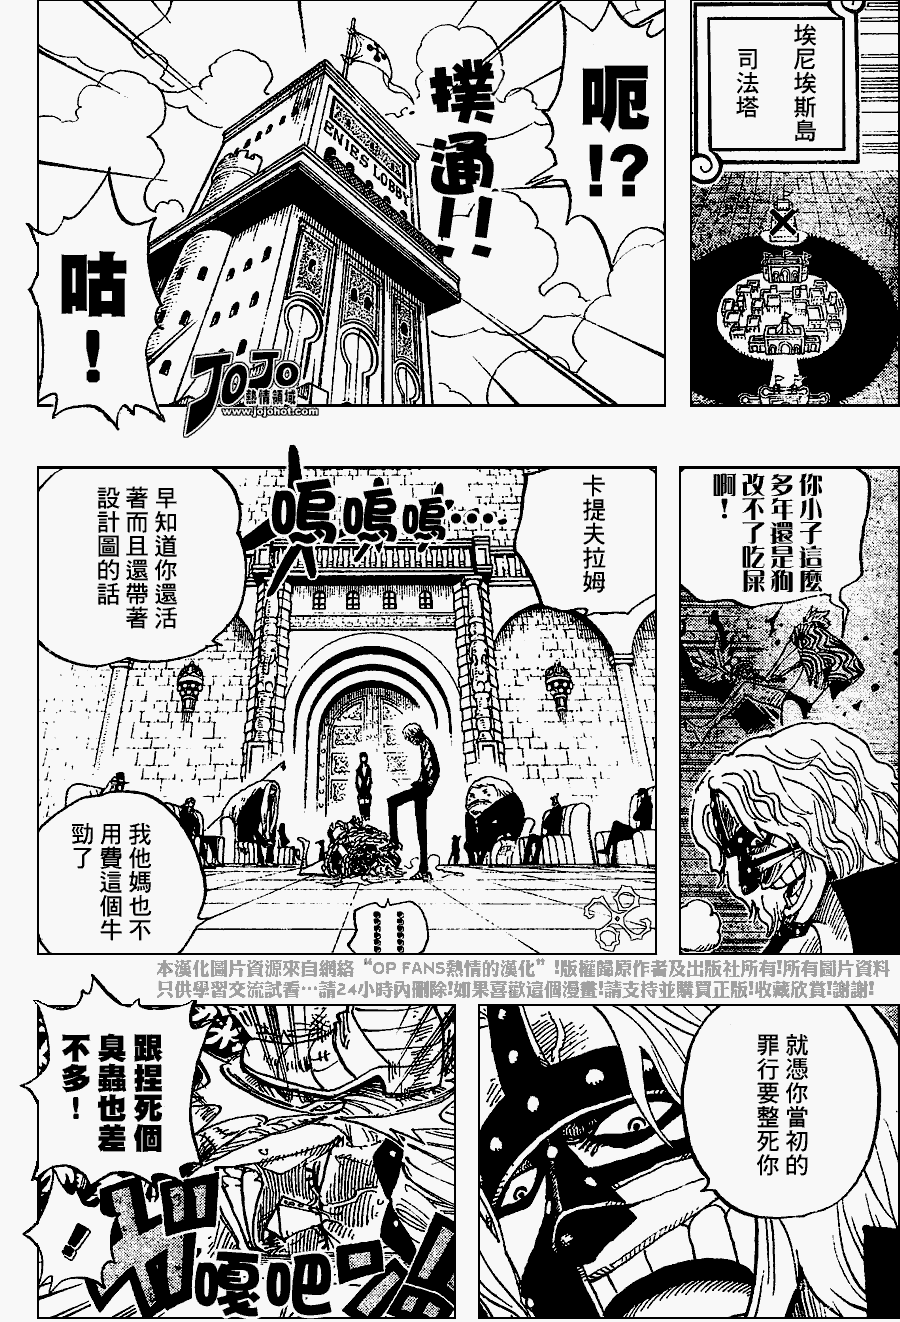 埃尼埃斯島
司法塔
呃!?
撲通!!
ENIES LOBBY
咕!
JOJO
熱情領域
www.jojohot.com
你小子這麼
多年還是狗
改不了吃屎
啊!
卡提夫拉姆
嗚嗚嗚…
早知道你還活
著而且還帶著
設計圖的話
我他媽也不
用費這個牛
勁了
本漢化圖片資源來自網絡“OP FANS熱情的漢化”!版權歸原作者及出版社所有!所有圖片資料
只供學習交流試看…請24小時內刪除!如果喜歡這個漫畫!請支持並購買正版!收藏欣賞!謝謝!
就憑你當初的
罪行要整死你
跟捏死個
臭蟲也差
不多!
!
嘎吧